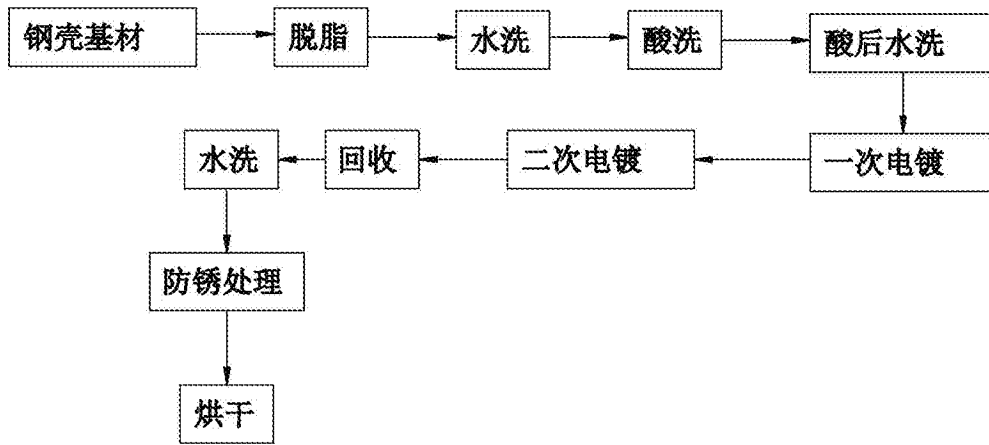 钢壳基材
脱脂
水洗
酸洗
酸后水洗
一次电镀
二次电镀
回收
水洗
防锈处理
烘干